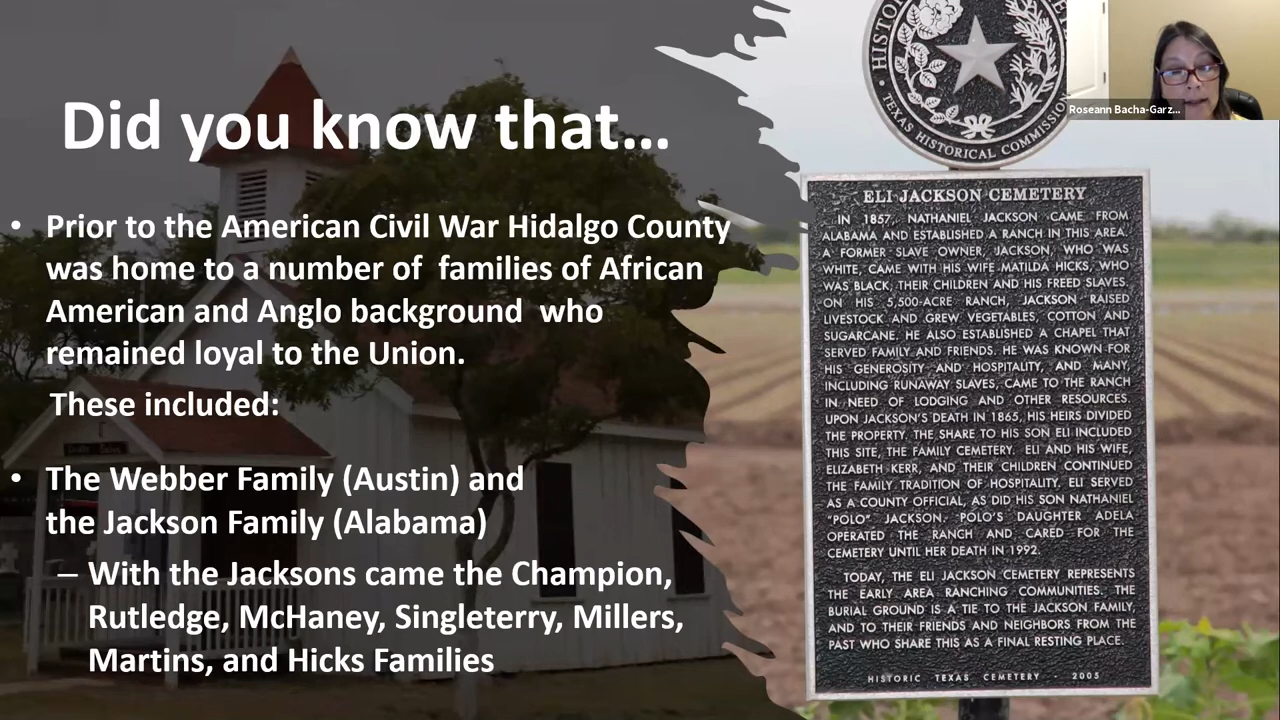 Did you know that...
• Prior to the American Civil War Hidalgo County
was home to a number of families of African
American and Anglo background who
remained loyal to the Union.
These included:
• The Webber Family (Austin) and
the Jackson Family (Alabama)
– With the Jacksons came the Champion,
Rutledge, McHaney, Singleterry, Millers,
Martins, and Hicks Families
TEXAS HISTORICAL COMMISSION
ELI JACKSON CEMETERY
IN 1857, NATHANIEL JACKSON CAME FROM
ALABAMA AND ESTABLISHED A RANCH IN THIS AREA.
A FORMER SLAVE OWNER, JACKSON, WHO WAS
WHITE, CAME WITH HIS WIFE MATILDA HICKS, WHO
WAS BLACK, THEIR CHILDREN AND HIS FREED SLAVES.
ON HIS 5,500-ACRE RANCH, JACKSON RAISED
LIVESTOCK AND GREW VEGETABLES, COTTON AND
SUGARCANE. HE ALSO ESTABLISHED A CHAPEL THAT
SERVED FAMILY AND FRIENDS. HE WAS KNOWN FOR
HIS GENEROSITY AND HOSPITALITY, AND MANY,
INCLUDING RUNAWAY SLAVES, CAME TO THE RANCH
IN NEED OF LODGING AND OTHER RESOURCES.
UPON JACKSON'S DEATH IN 1865, HIS HEIRS DIVIDED
THE PROPERTY. THE SHARE TO HIS SON ELI INCLUDED
THIS SITE, THE FAMILY CEMETERY. ELI AND HIS WIFE,
ELIZABETH KERR, AND THEIR CHILDREN CONTINUED
THE FAMILY TRADITION OF HOSPITALITY. ELI SERVED
AS A COUNTY OFFICIAL, AS DID HIS SON NATHANIEL
"POLO" JACKSON. POLO'S DAUGHTER ADELA
OPERATED THE RANCH AND CARED FOR THE
CEMETERY UNTIL HER DEATH IN 1992.
TODAY, THE ELI JACKSON CEMETERY REPRESENTS
THE EARLY AREA RANCHING COMMUNITIES. THE
BURIAL GROUND IS A TIE TO THE JACKSON FAMILY,
AND TO THEIR FRIENDS AND NEIGHBORS FROM THE
PAST WHO SHARE THIS AS A FINAL RESTING PLACE.
HISTORIC TEXAS CEMETERY - 2005
Roseann Bacha-Garz...